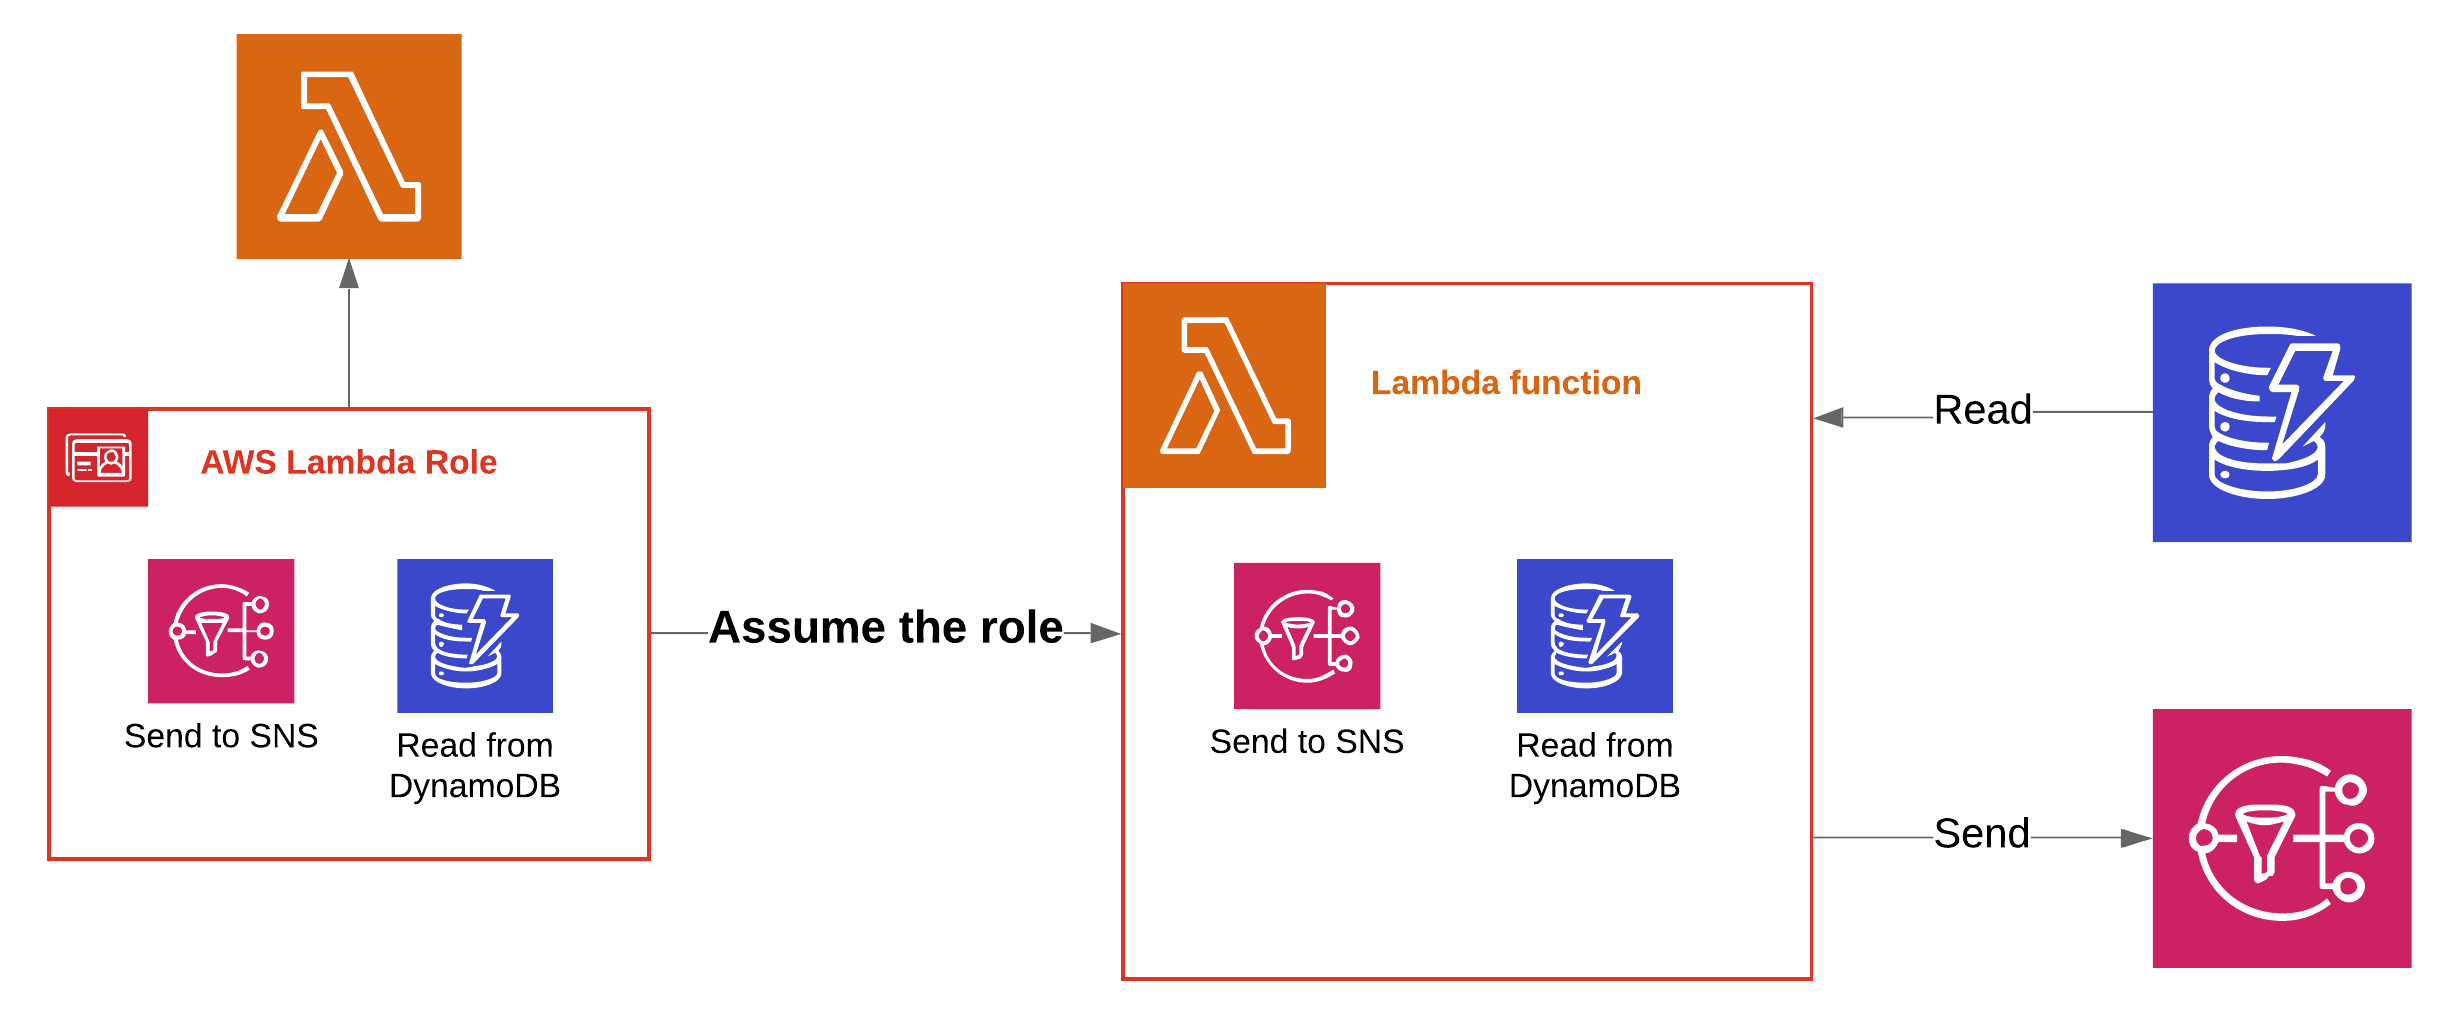 AWS Lambda Role
Send to SNS
Read from
DynamoDB
Assume the role
Lambda function
Send to SNS
Read from
DynamoDB
Read
Send